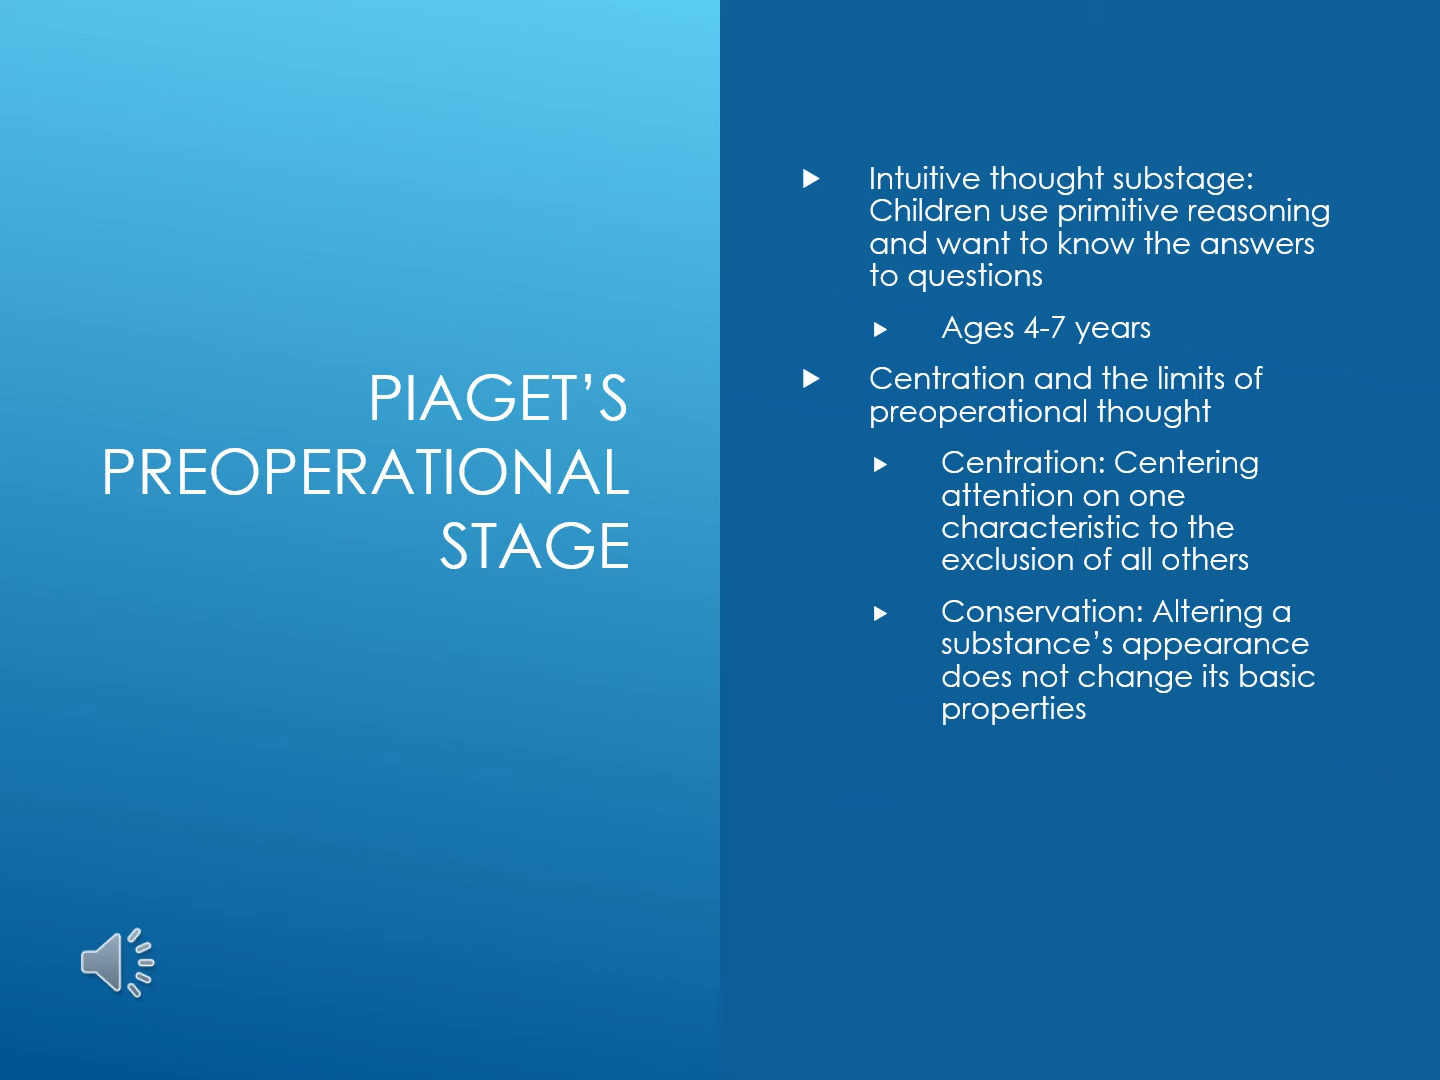 PIAGET’S
PREOPERATIONAL
STAGE
Intuitive thought substage:
Children use primitive reasoning
and want to know the answers
to questions
Ages 4-7 years
Centration and the limits of
preoperational thought
Centration: Centering
attention on one
characteristic to the
exclusion of all others
Conservation: Altering a
substance’s appearance
does not change its basic
properties